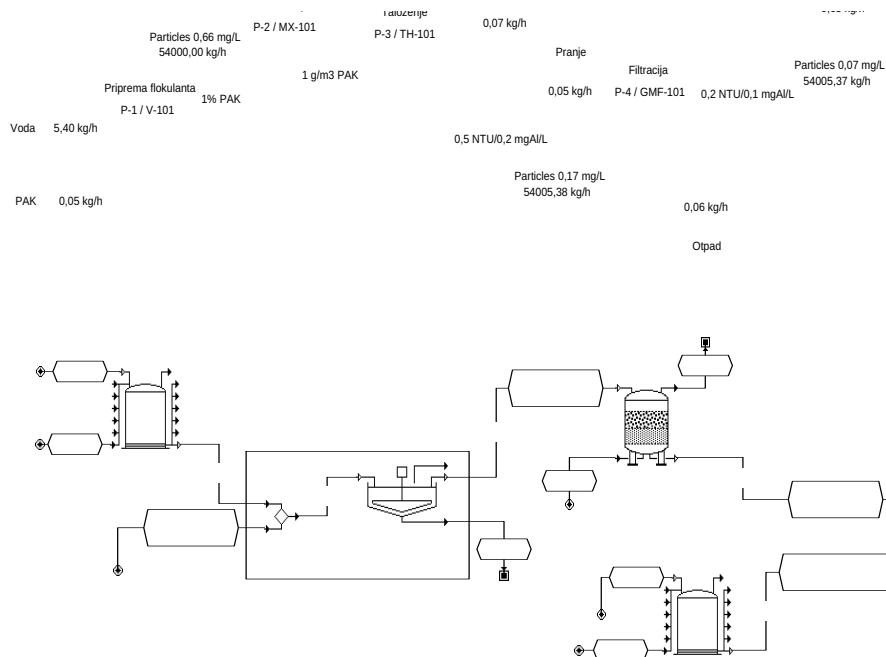 Taloženje
0,07 kg/h
P-2 / MX-101
P-3 / TH-101
Particles 0,66 mg/L
54000,00 kg/h
Pranje
Filtracija
Particles 0,07 mg/L
54005,37 kg/h
1 g/m3 PAK
Priprema flokulanta
1% PAK
0,05 kg/h
P-4 / GMF-101
0,2 NTU/0,1 mgAl/L
P-1 / V-101
Voda
5,40 kg/h
0,5 NTU/0,2 mgAl/L
Particles 0,17 mg/L
54005,38 kg/h
PAK
0,05 kg/h
0,06 kg/h
Otpad